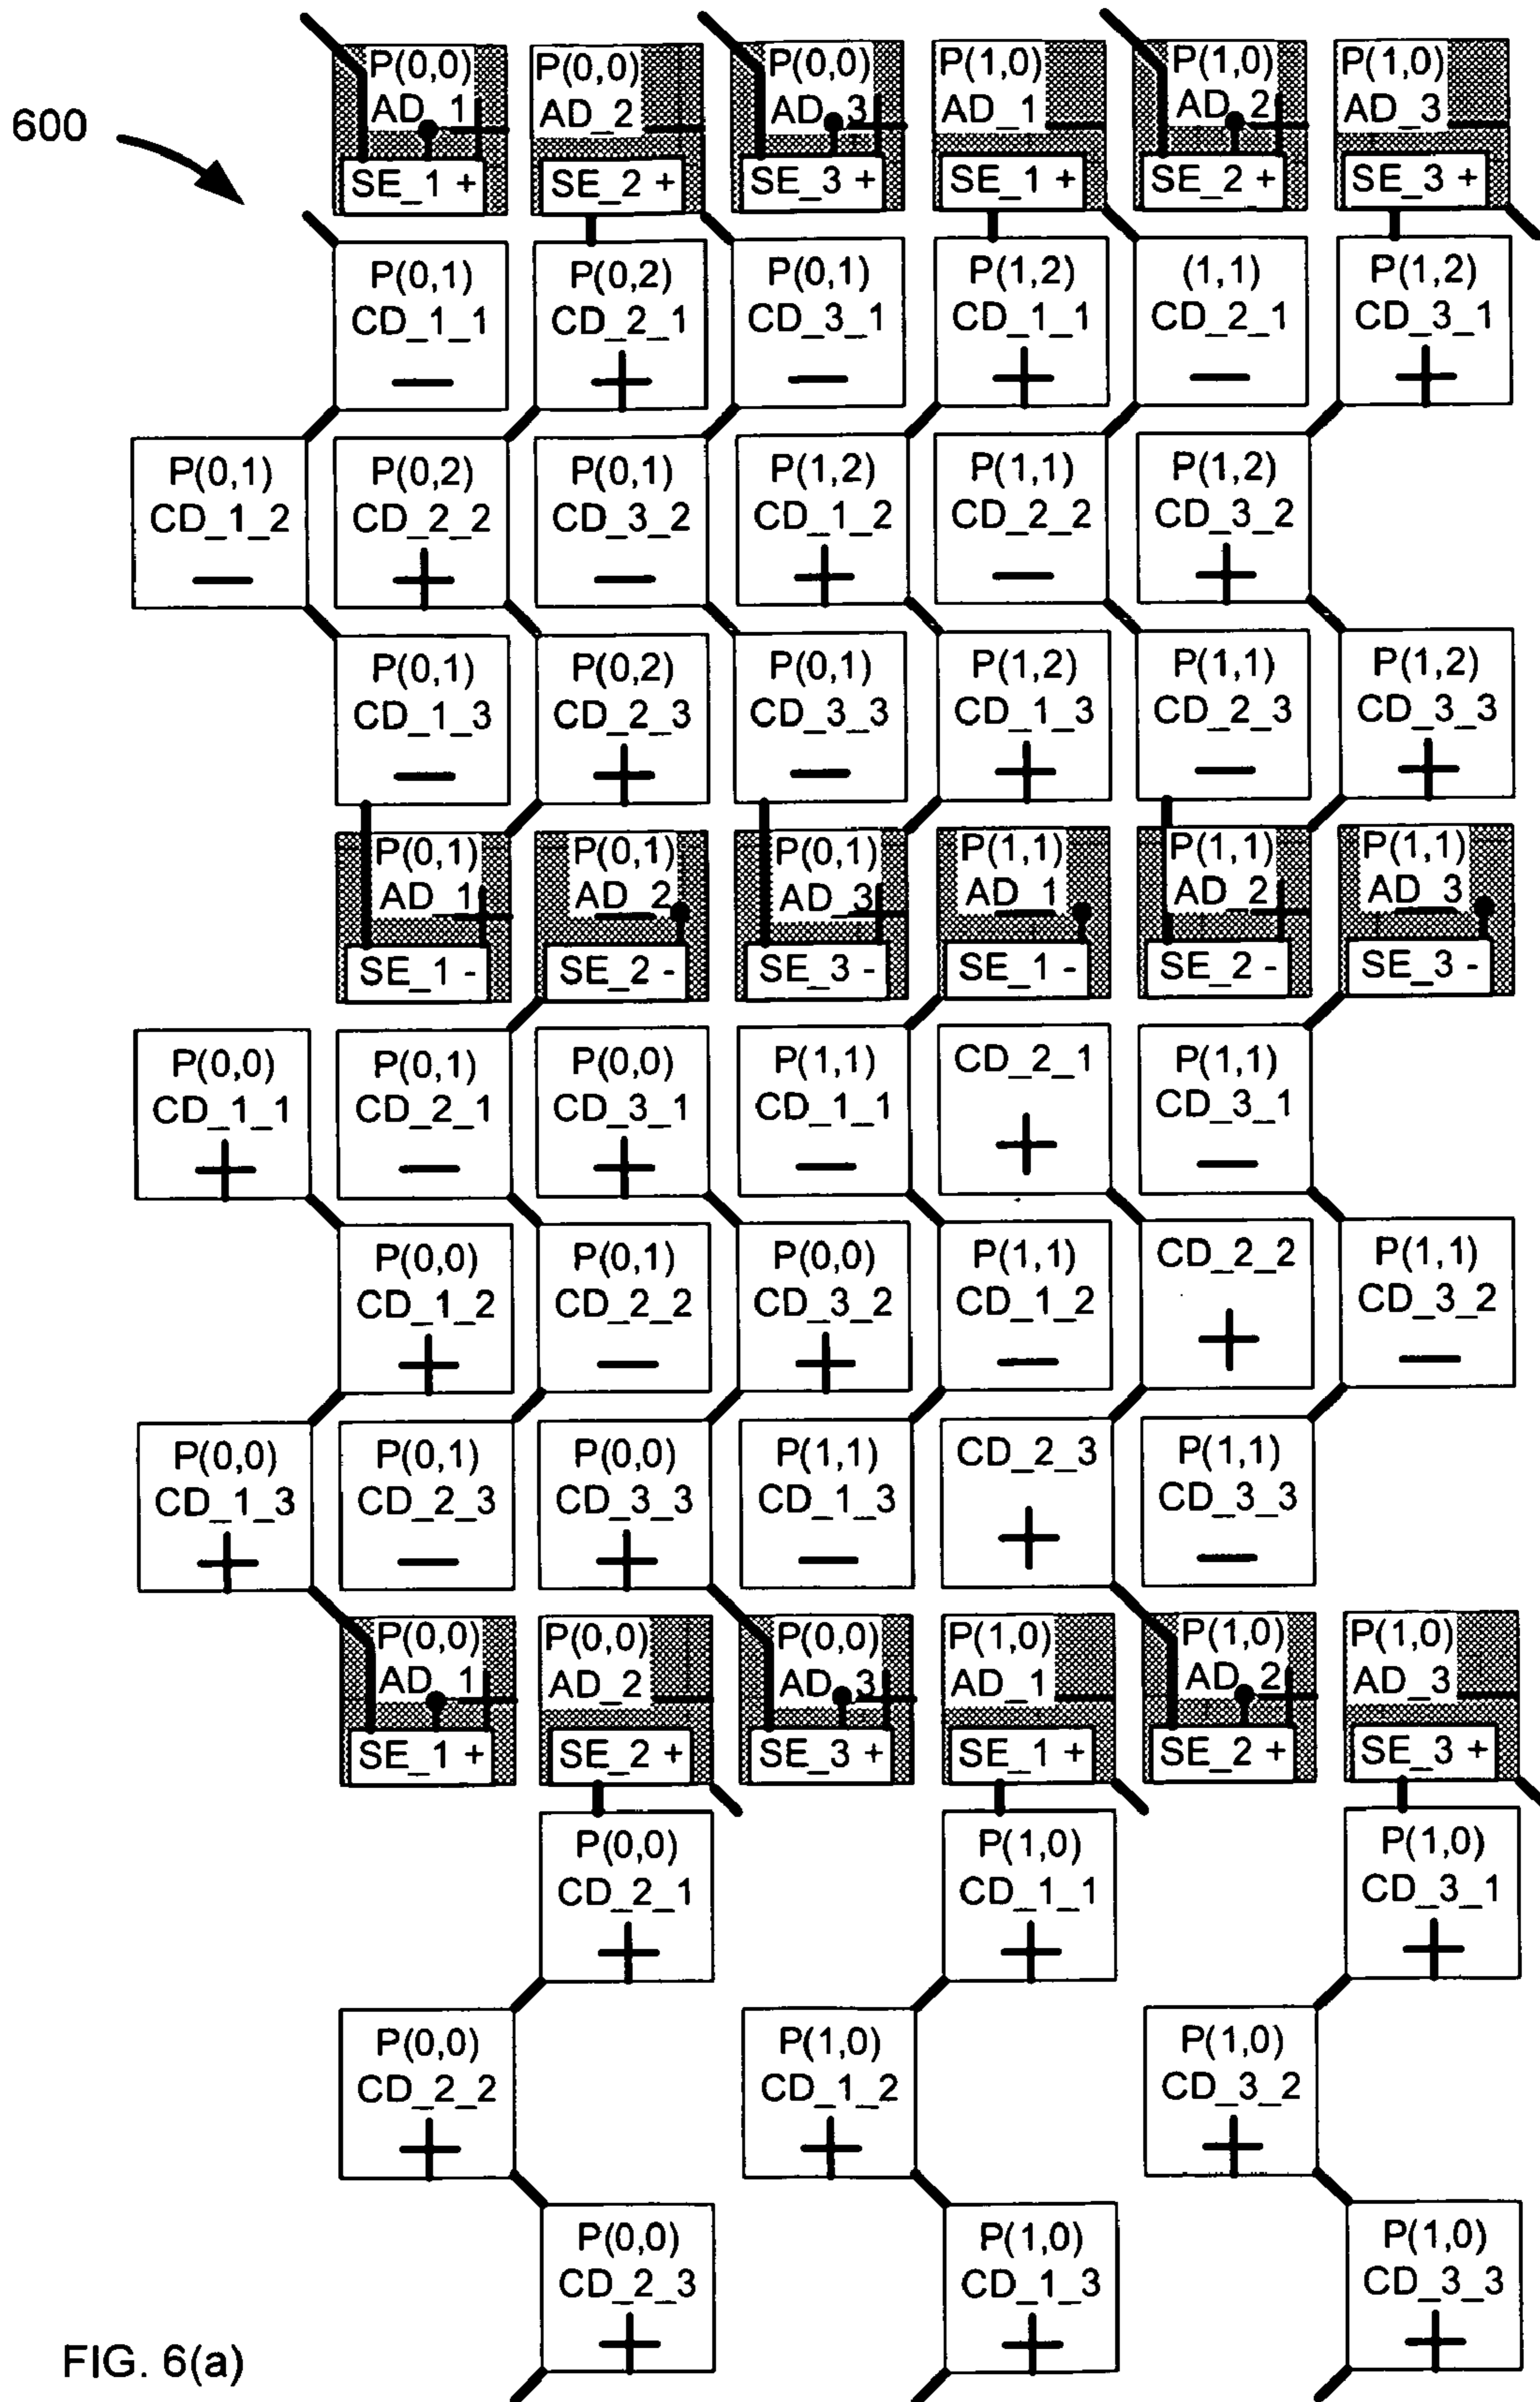 P(0,0) P(0,0) P(0,0) P(1,0) P(1,0) P(1,0)
600 AD_1 AD_2 AD_3 AD_1 AD_2 AD_3
SE_1 + SE_2 + SE_3 + SE_1 + SE_2 + SE_3 +
P(0,1) P(0,2) P(0,1) P(1,2) (1,1) P(1,2)
CD_1_1 CD_2_1 CD_3_1 CD_1_1 CD_2_1 CD_3_1
− + − + − +
P(0,1) P(0,2) P(0,1) P(1,2) P(1,1) P(1,2)
CD_1_2 CD_2_2 CD_3_2 CD_1_2 CD_2_2 CD_3_2
− + − + − +
P(0,1) P(0,2) P(0,1) P(1,2) P(1,1) P(1,2)
CD_1_3 CD_2_3 CD_3_3 CD_1_3 CD_2_3 CD_3_3
− + − + − +
P(0,1) P(0,1) P(0,1) P(1,1) P(1,1) P(1,1)
AD_1 AD_2 AD_3 AD_1 AD_2 AD_3
SE_1 - SE_2 - SE_3 - SE_1 - SE_2 - SE_3 -
P(0,0) P(0,1) P(0,0) P(1,1) P(1,1)
CD_1_1 CD_2_1 CD_3_1 CD_1_1 CD_2_1 CD_3_1
+ − + − + −
P(0,0) P(0,1) P(0,0) P(1,1) P(1,1)
CD_1_2 CD_2_2 CD_3_2 CD_1_2 CD_2_2 CD_3_2
+ − + − + −
P(0,0) P(0,1) P(0,0) P(1,1) P(1,1)
CD_1_3 CD_2_3 CD_3_3 CD_1_3 CD_2_3 CD_3_3
+ − + − + −
P(0,0) P(0,0) P(0,0) P(1,0) P(1,0) P(1,0)
AD_1 AD_2 AD_3 AD_1 AD_2 AD_3
SE_1 + SE_2 + SE_3 + SE_1 + SE_2 + SE_3 +
P(0,0) P(1,0) P(1,0)
CD_2_1 CD_1_1 CD_3_1
+ + +
P(0,0) P(1,0) P(1,0)
CD_2_2 CD_1_2 CD_3_2
+ + +
P(0,0) P(1,0) P(1,0)
CD_2_3 CD_1_3 CD_3_3
+ + +
FIG. 6(a)